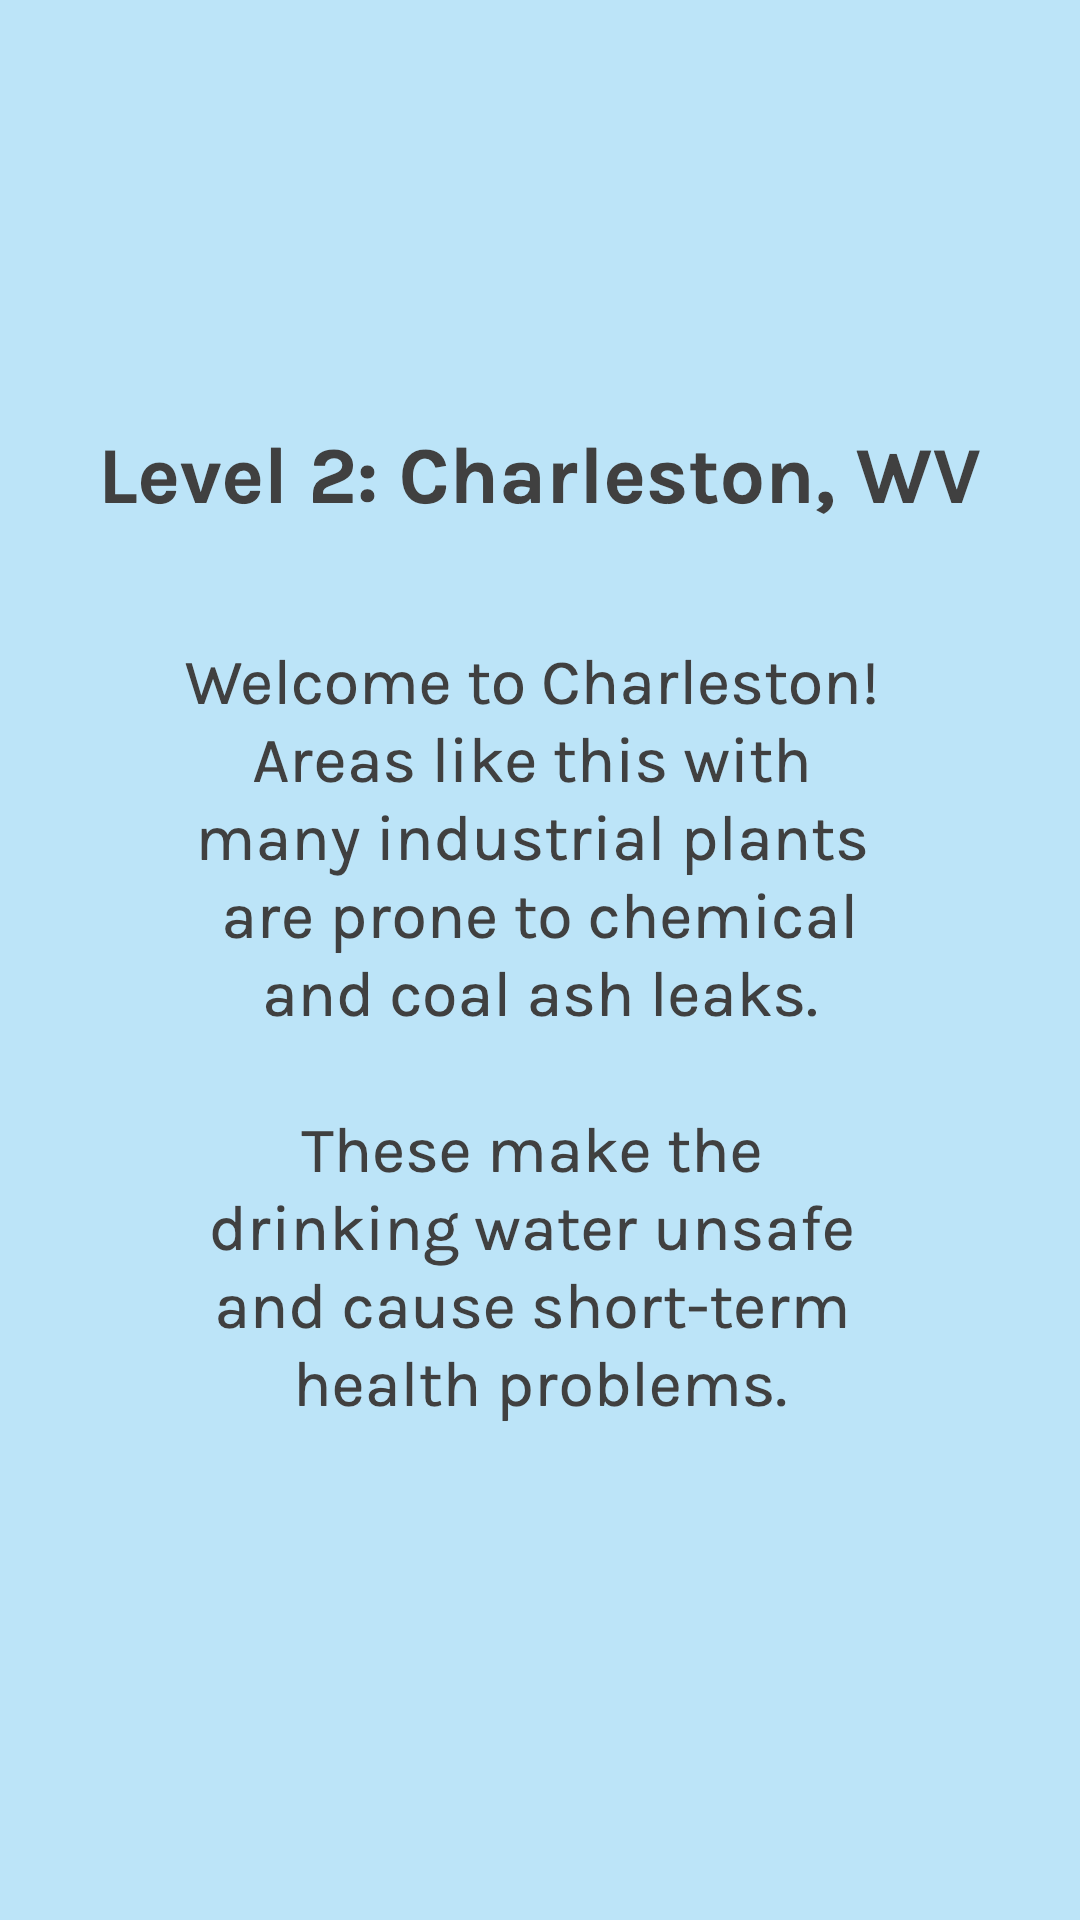 Level 2: Charleston, WV
Welcome to Charleston!
Areas like this with
many industrial plants
are prone to chemical
and coal ash leaks.
These make the
drinking water unsafe
and cause short-term
health problems.